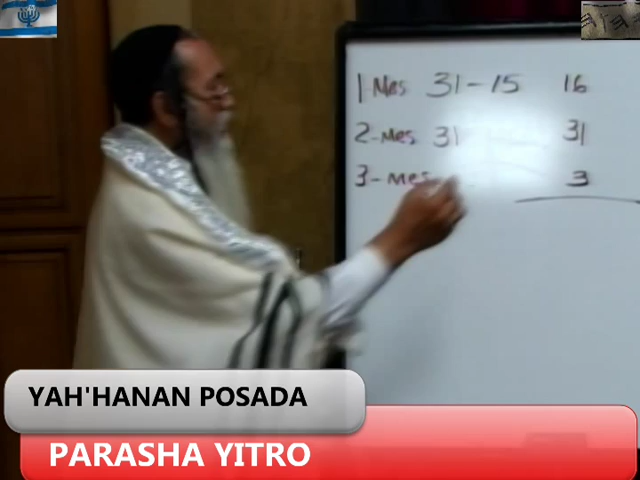 1 Mes 31-15 16
2-mes 31 31
3-mes 3
YAH'HANAN POSADA
PARASHA YITRO